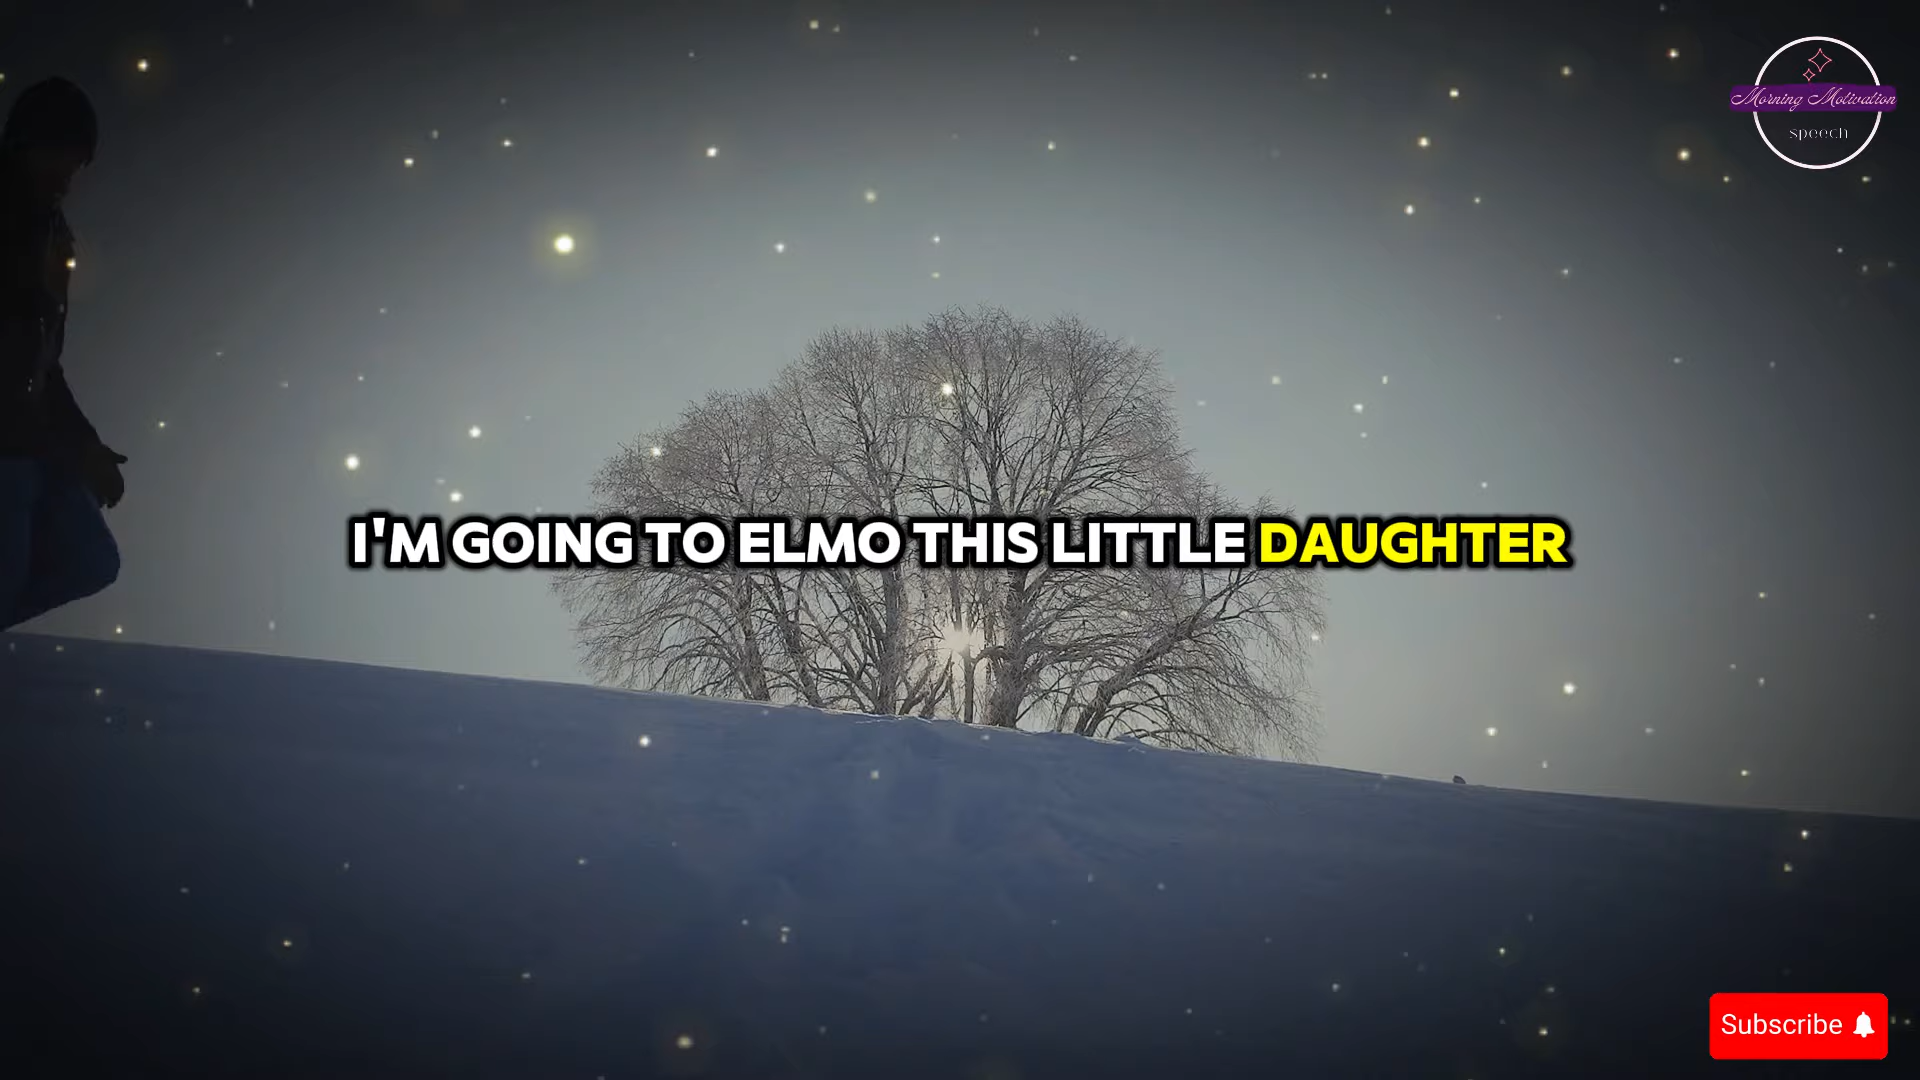 Morning Motivation
speech
I'M GOING TO ELMO THIS LITTLE DAUGHTER
Subscribe